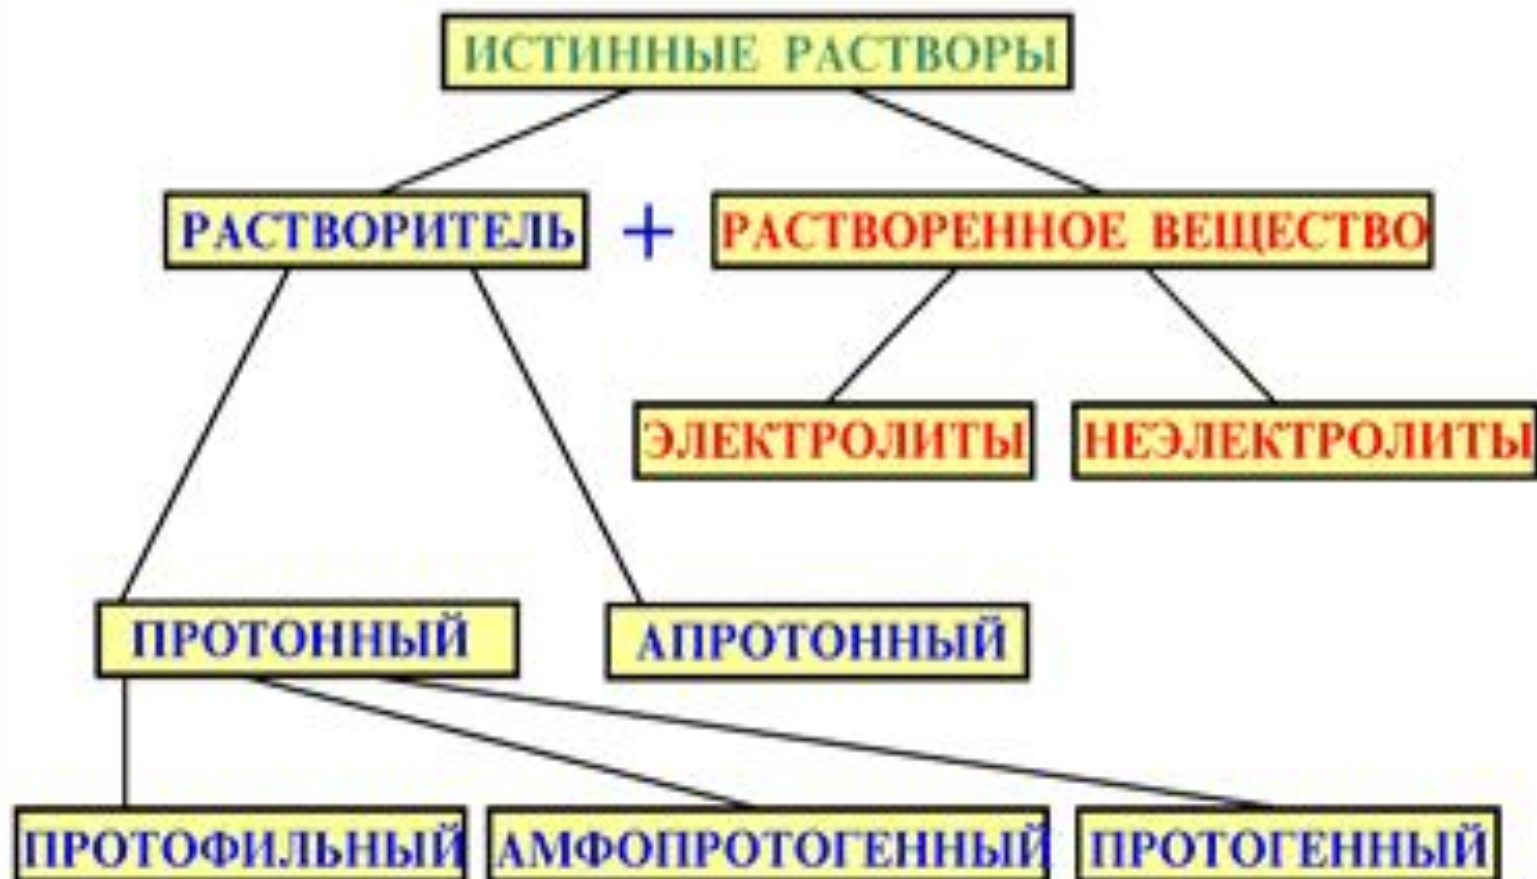 ИСТИННЫЕ РАСТВОРЫ
РАСТВОРИТЕЛЬ + РАСТВОРЕННОЕ ВЕЩЕСТВО
ЭЛЕКТРОЛИТЫ НЕЭЛЕКТРОЛИТЫ
ПРОТОННЫЙ АПРОТОННЫЙ
ПРОТОФИЛЬНЫЙ АМФОПРОТОГЕННЫЙ ПРОТОГЕННЫЙ